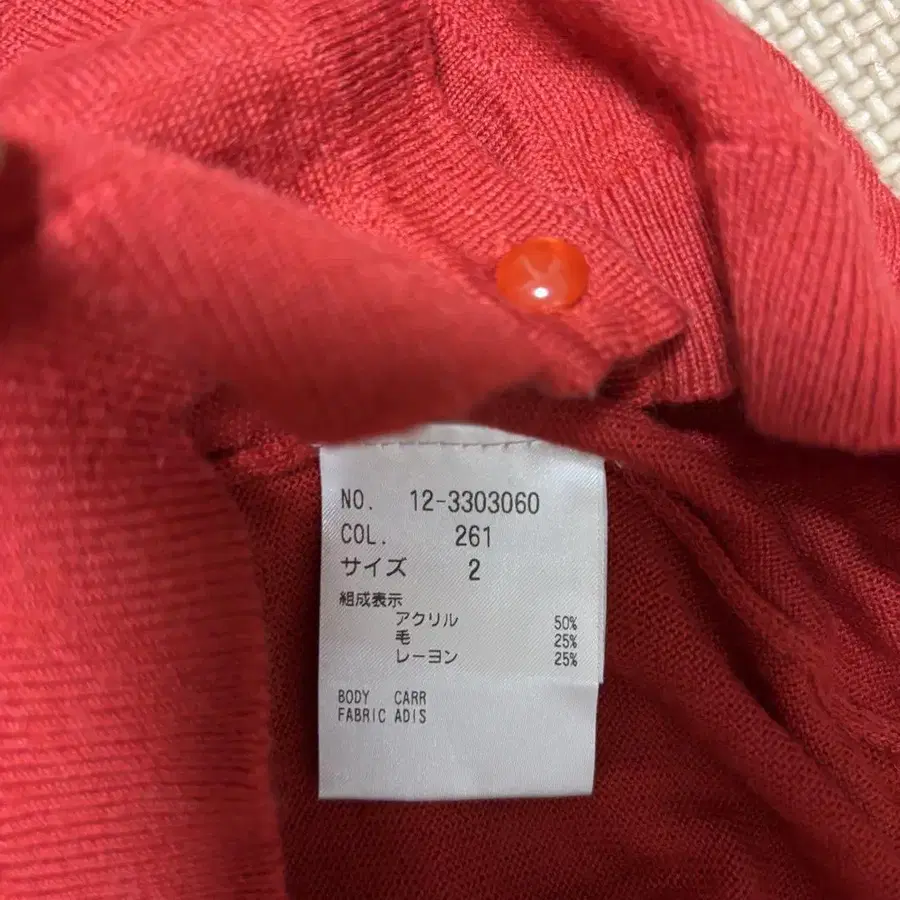 NO. 12-3303060
COL. 261
サイズ 2
組成表示
アクリル 50%
毛 25%
レーヨン 25%
BODY CARR
FABRIC ADIS